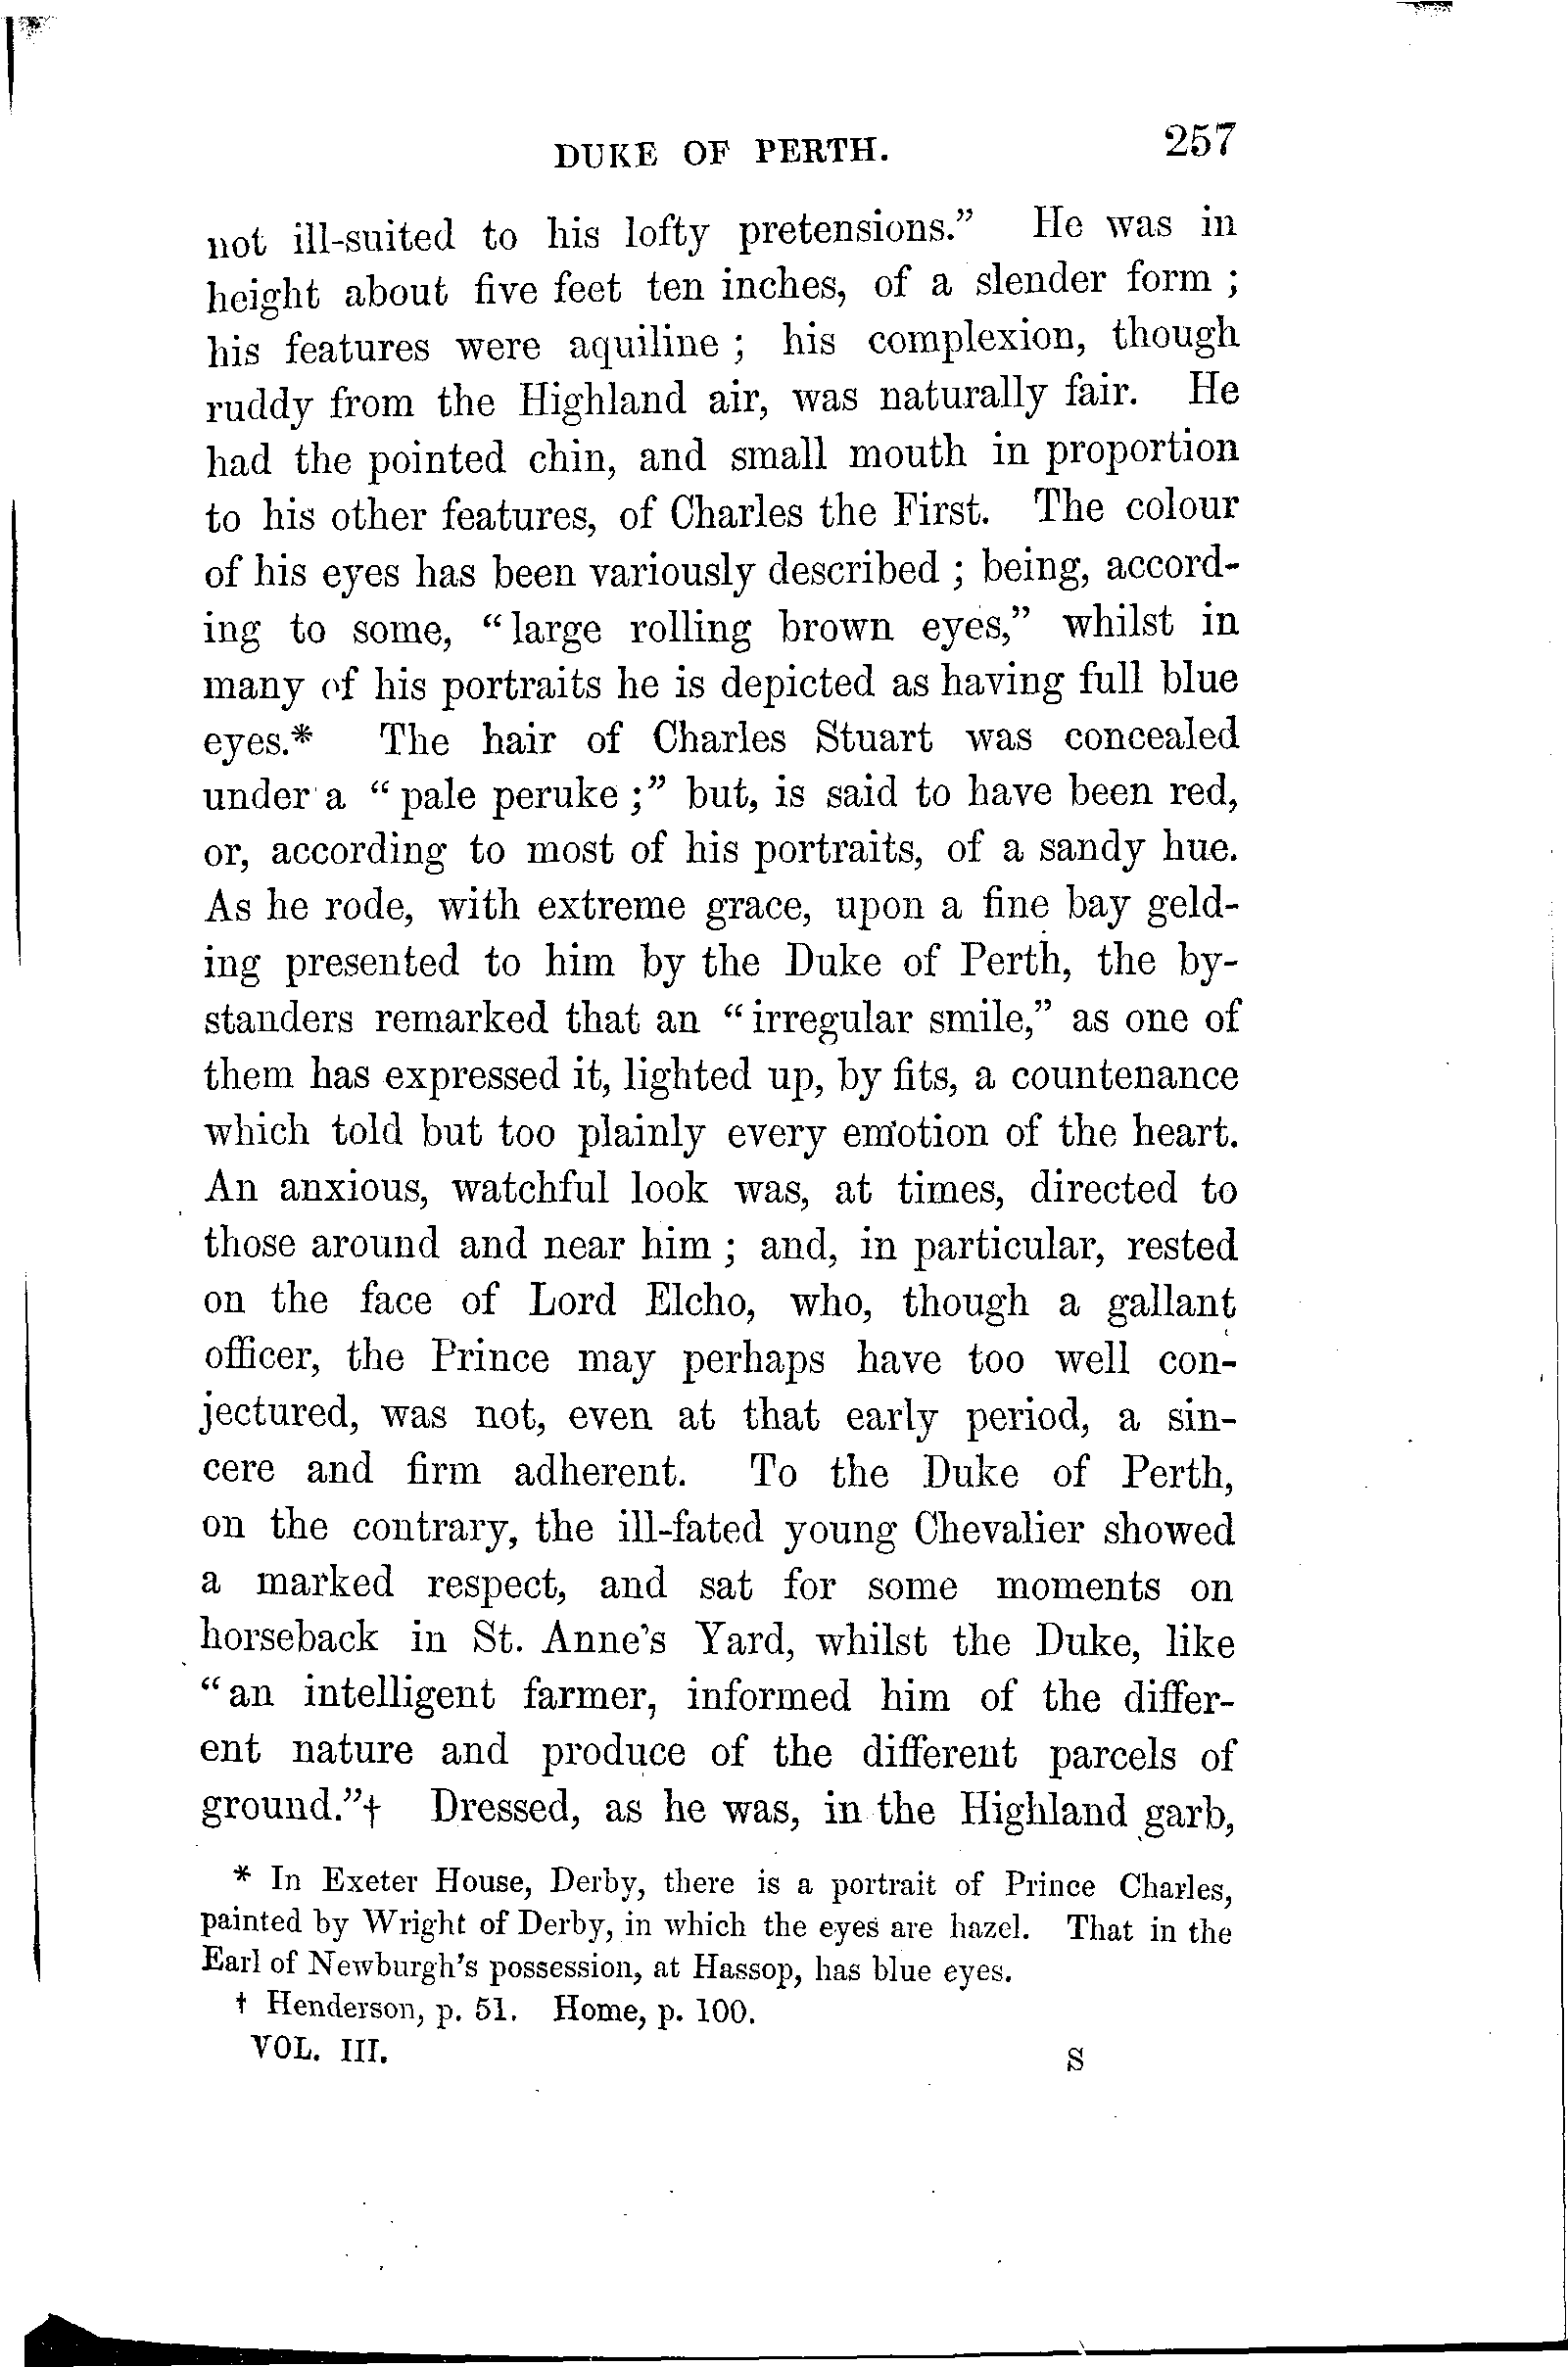 DUKE OF PERTH. 257
not ill-suited to his lofty pretensions.” He was in
height about five feet ten inches, of a slender form ;
his features were aquiline ; his complexion, though
ruddy from the Highland air, was naturally fair. He
had the pointed chin, and small mouth in proportion
to his other features, of Charles the First. The colour
of his eyes has been variously described ; being, accord-
ing to some, “large rolling brown eyes,” whilst in
many of his portraits he is depicted as having full blue
eyes.* The hair of Charles Stuart was concealed
under a “pale peruke ;” but, is said to have been red,
or, according to most of his portraits, of a sandy hue.
As he rode, with extreme grace, upon a fine bay geld-
ing presented to him by the Duke of Perth, the by-
standers remarked that an “irregular smile,” as one of
them has expressed it, lighted up, by fits, a countenance
which told but too plainly every emotion of the heart.
An anxious, watchful look was, at times, directed to
those around and near him ; and, in particular, rested
on the face of Lord Elcho, who, though a gallant
officer, the Prince may perhaps have too well con-
jectured, was not, even at that early period, a sin-
cere and firm adherent. To the Duke of Perth,
on the contrary, the ill-fated young Chevalier showed
a marked respect, and sat for some moments on
horseback in St. Anne’s Yard, whilst the Duke, like
“an intelligent farmer, informed him of the differ-
ent nature and produce of the different parcels of
ground.”† Dressed, as he was, in the Highland garb,
* In Exeter House, Derby, there is a portrait of Prince Charles,
painted by Wright of Derby, in which the eyes are hazel. That in the
Earl of Newburgh’s possession, at Hassop, has blue eyes.
† Henderson, p. 51. Home, p. 100.
VOL. III. S